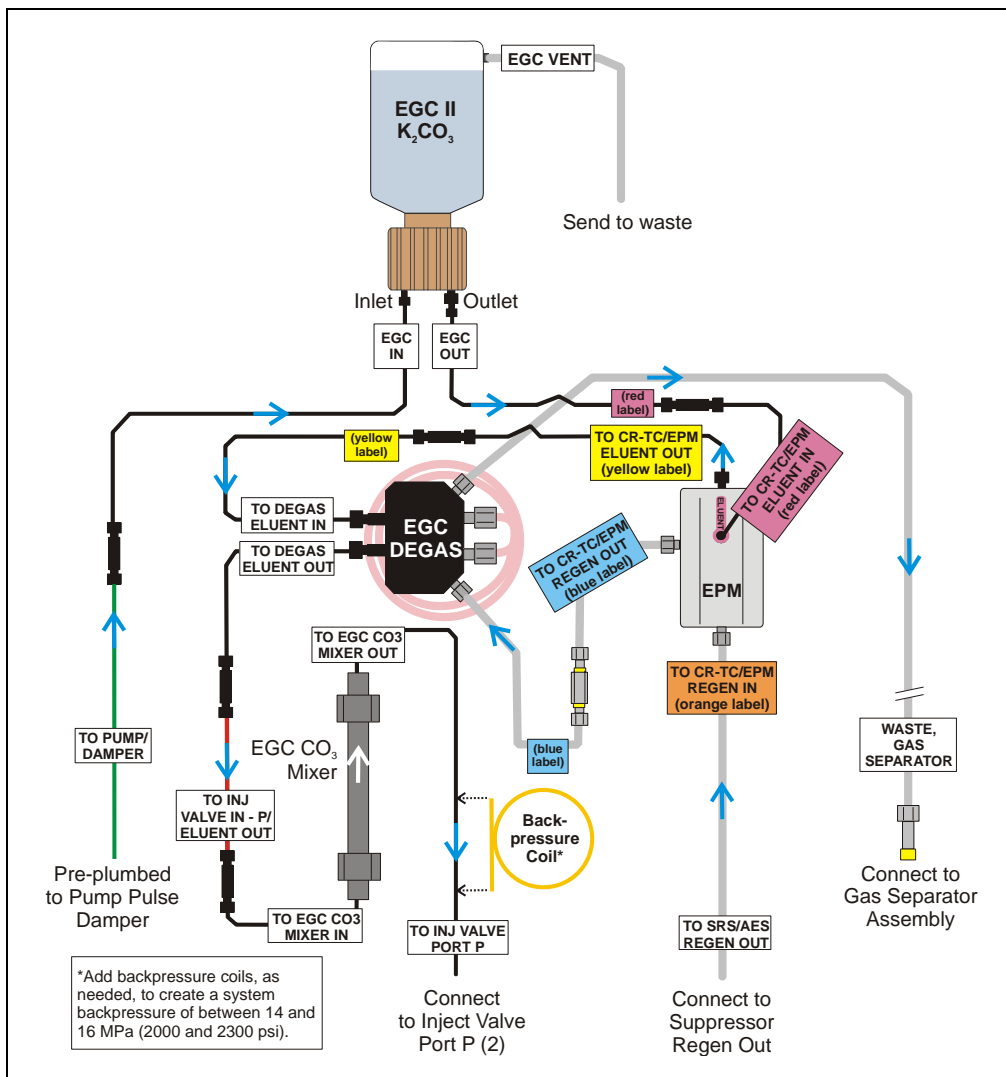 EGC VENT
EGC II
K₂CO₃
Send to waste
Inlet
Outlet
EGC
IN
EGC
OUT
(red
label)
(yellow
label)
TO CR-TC/EPM
ELUENT OUT
(yellow label)
TO CR-TC/EPM
ELUENT IN
(red label)
ELUENT
TO DEGAS
ELUENT IN
EGC
DEGAS
TO DEGAS
ELUENT OUT
TO CR-TC/EPM
REGEN OUT
(blue label)
EPM
TO EGC CO3
MIXER OUT
TO CR-TC/EPM
REGEN IN
(orange label)
TO PUMP/
DAMPER
EGC CO₃
Mixer
(blue
label)
WASTE,
GAS
SEPARATOR
TO INJ
VALVE IN - P/
ELUENT OUT
Back-
pressure
Coil*
Pre-plumbed
to Pump Pulse
Damper
Connect to
Gas Separator
Assembly
TO EGC CO3
MIXER IN
TO INJ VALVE
PORT P
TO SRS/AES
REGEN OUT
*Add backpressure coils, as
needed, to create a system
backpressure of between 14 and
16 MPa (2000 and 2300 psi).
Connect
to Inject Valve
Port P (2)
Connect to
Suppressor
Regen Out